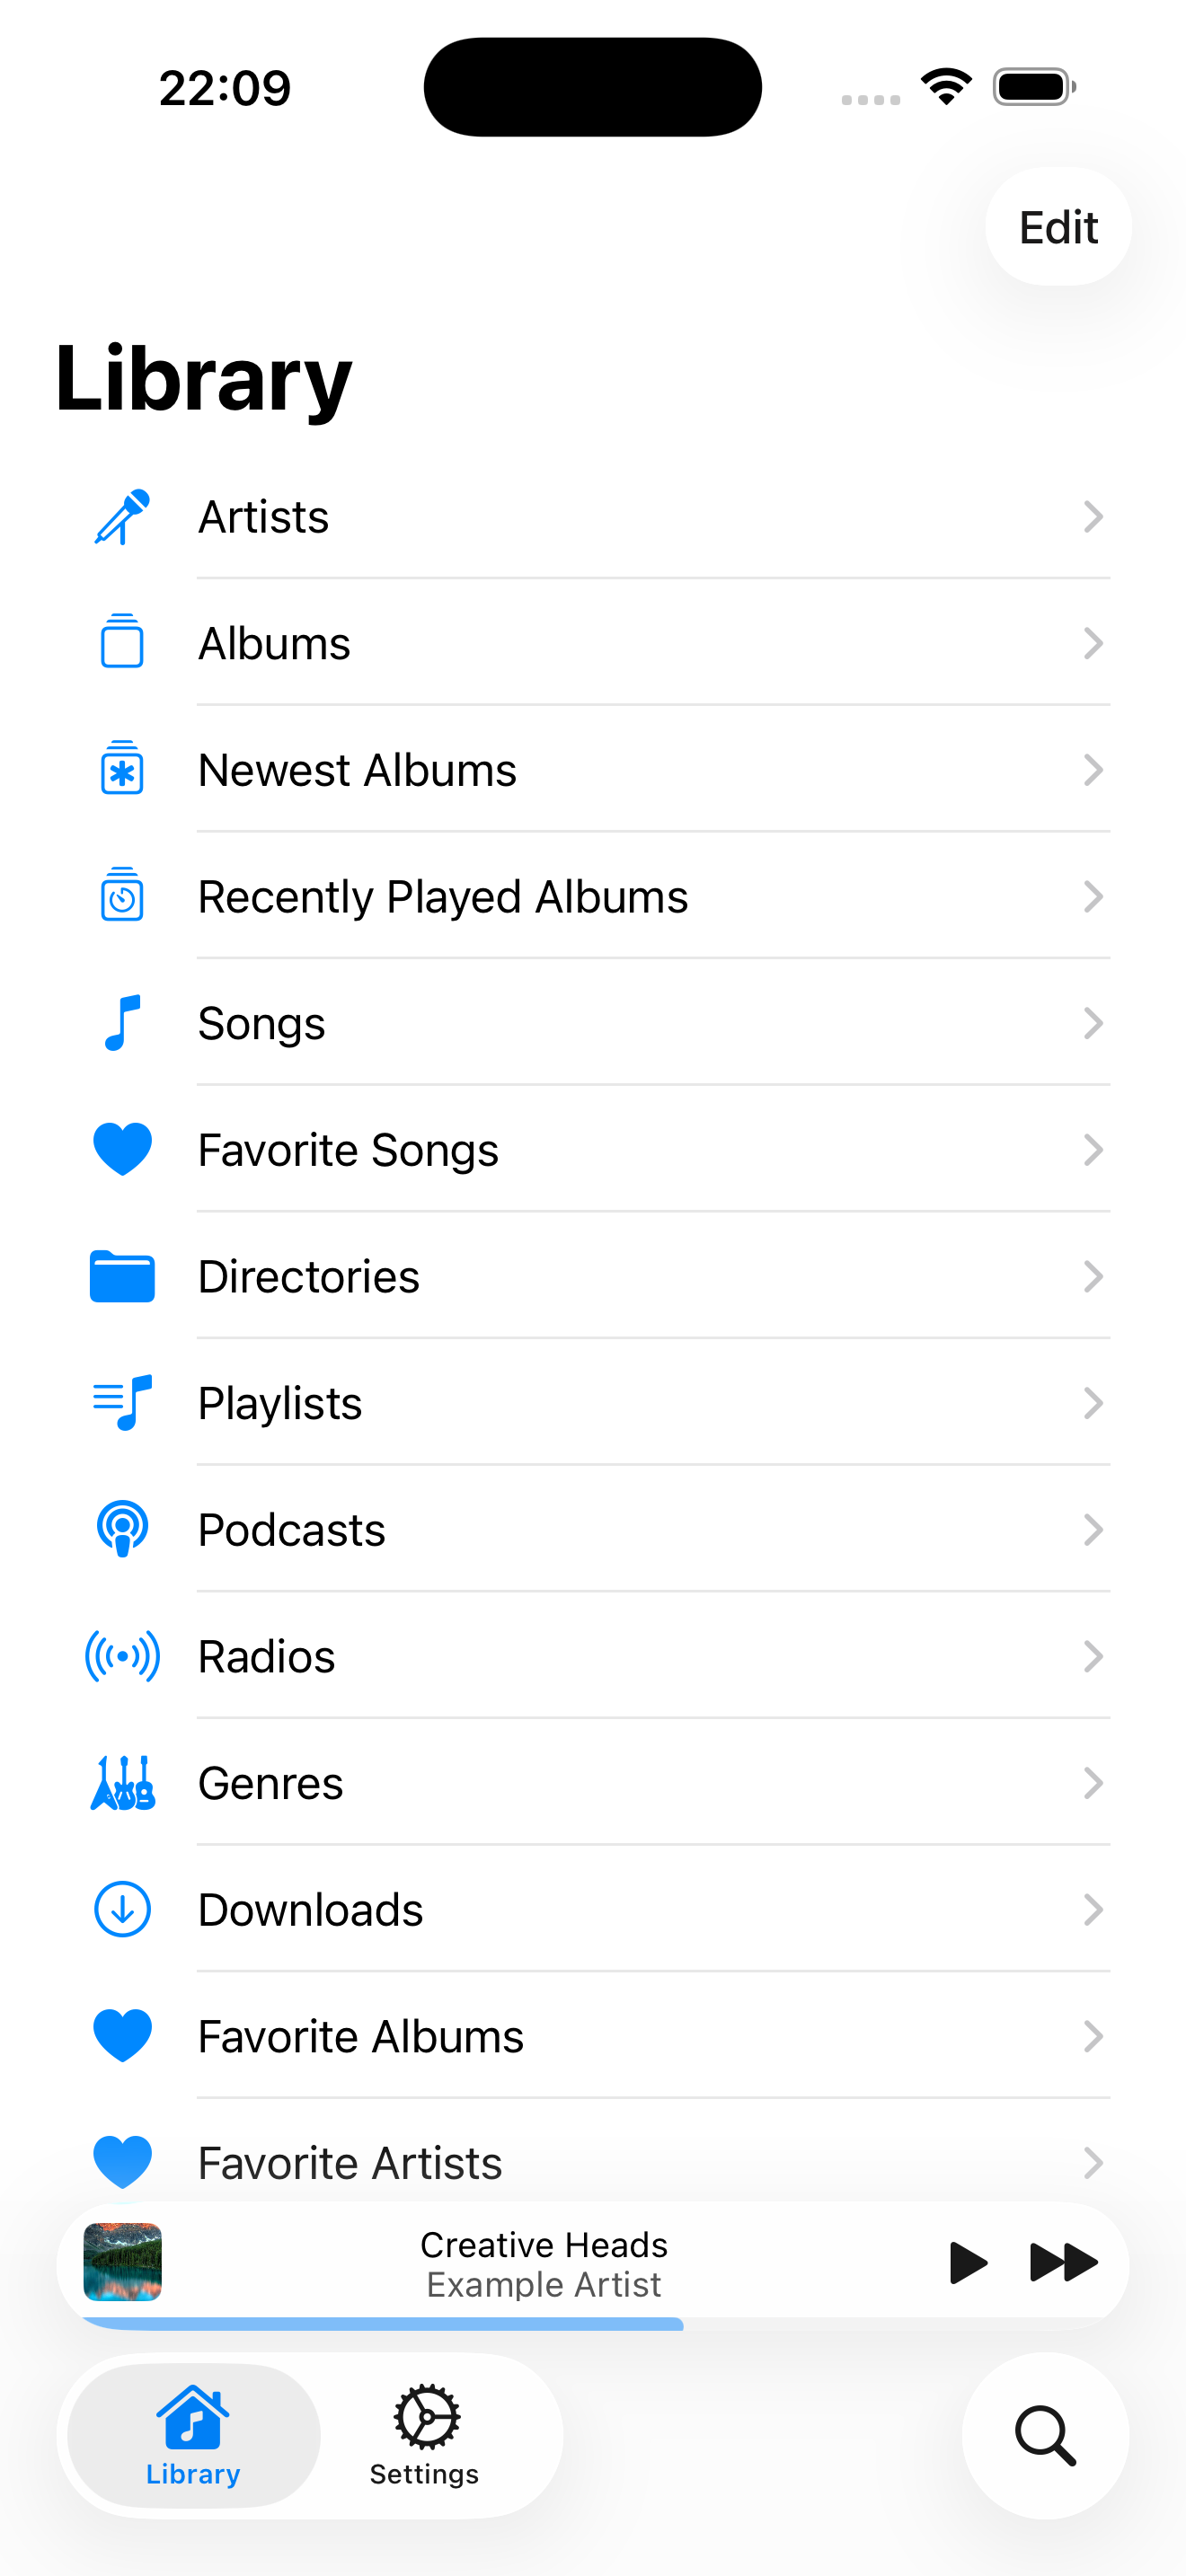 22:09
Edit
Library
Artists
Albums
Newest Albums
Recently Played Albums
Songs
Favorite Songs
Directories
Playlists
Podcasts
Radios
Genres
Downloads
Favorite Albums
Favorite Artists
Creative Heads
Example Artist
Library
Settings